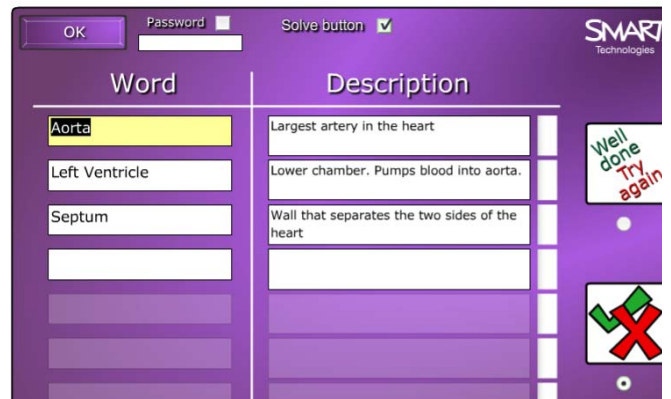 OK
Password
Solve button
SMART
Technologies
Word
Description
Aorta
Largest artery in the heart
Left Ventricle
Lower chamber. Pumps blood into aorta.
Septum
Wall that separates the two sides of the
heart
Well
done
Try
again